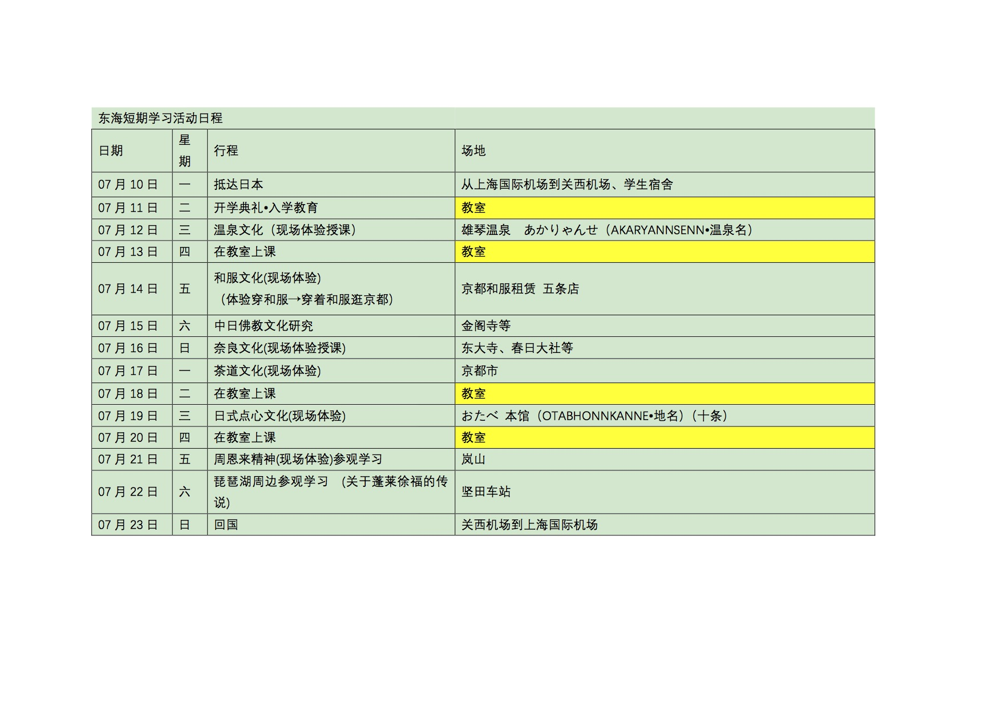 东海短期学习活动日程
日期 星期 行程 场地
07 月 10 日 一 抵达日本 从上海国际机场到关西机场、学生宿舍
07 月 11 日 二 开学典礼•入学教育 教室
07 月 12 日 三 温泉文化（现场体验授课） 雄琴温泉　あかりゃんせ（AKARYANNSENN•温泉名）
07 月 13 日 四 在教室上课 教室
07 月 14 日 五 和服文化(现场体验)
（体验穿和服→穿着和服逛京都） 京都和服租赁 五条店
07 月 15 日 六 中日佛教文化研究 金阁寺等
07 月 16 日 日 奈良文化(现场体验授课) 东大寺、春日大社等
07 月 17 日 一 茶道文化(现场体验) 京都市
07 月 18 日 二 在教室上课 教室
07 月 19 日 三 日式点心文化(现场体验) おたべ 本馆（OTABHONNKANNE•地名）（十条）
07 月 20 日 四 在教室上课 教室
07 月 21 日 五 周恩来精神(现场体验)参观学习 岚山
07 月 22 日 六 琵琶湖周边参观学习　(关于蓬莱徐福的传
说) 坚田车站
07 月 23 日 日 回国 关西机场到上海国际机场